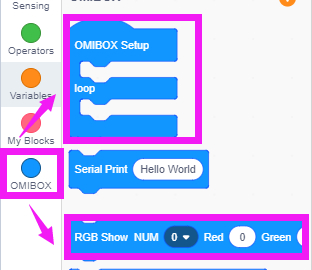 Sensing
Operators
Variables
My Blocks
OMIBOX
OMIBOX Setup
loop
Serial Print Hello World
RGB Show NUM 0 Red 0 Green